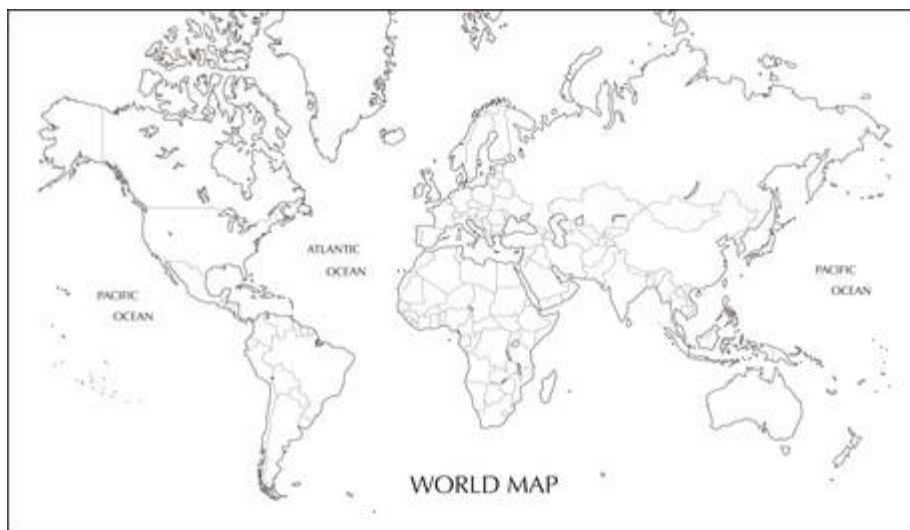 ATLANTIC
OCEAN
PACIFIC
OCEAN
PACIFIC
OCEAN
WORLD MAP